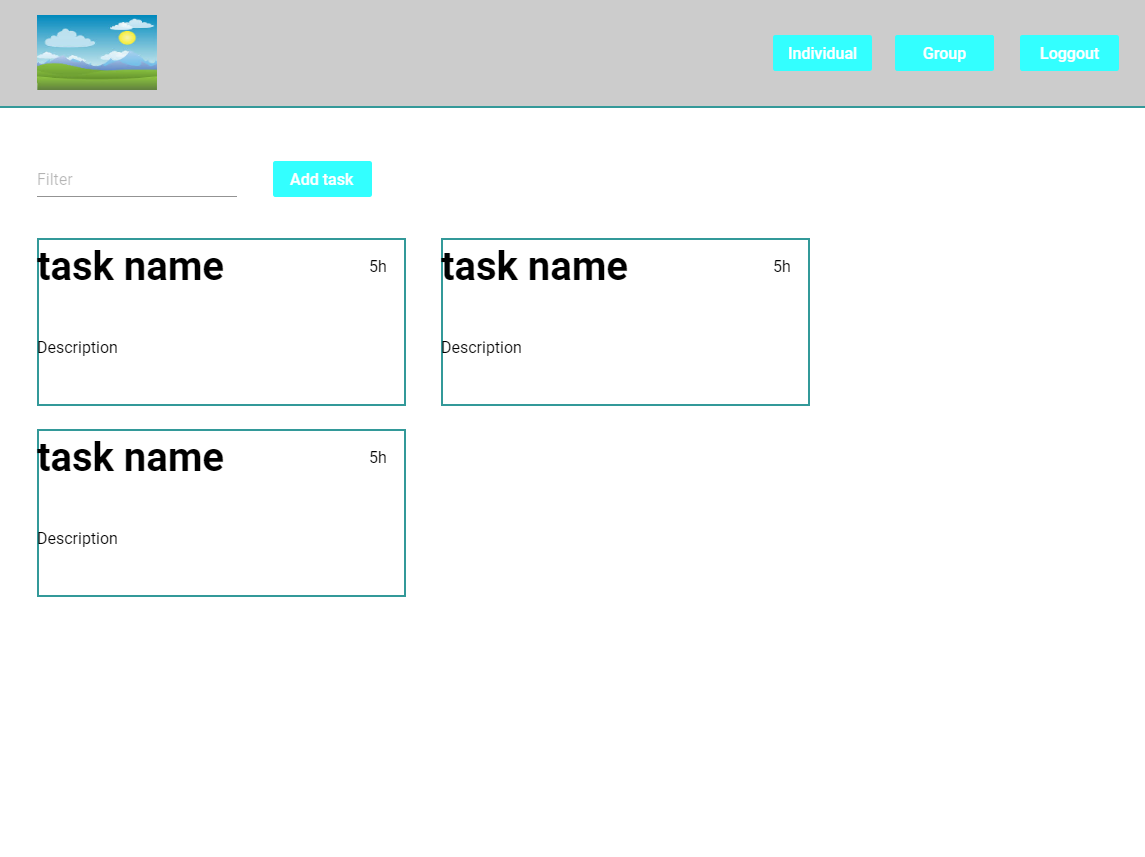 Individual
Group
Loggout
Filter
Add task
task name
5h
task name
5h
Description
Description
task name
5h
Description